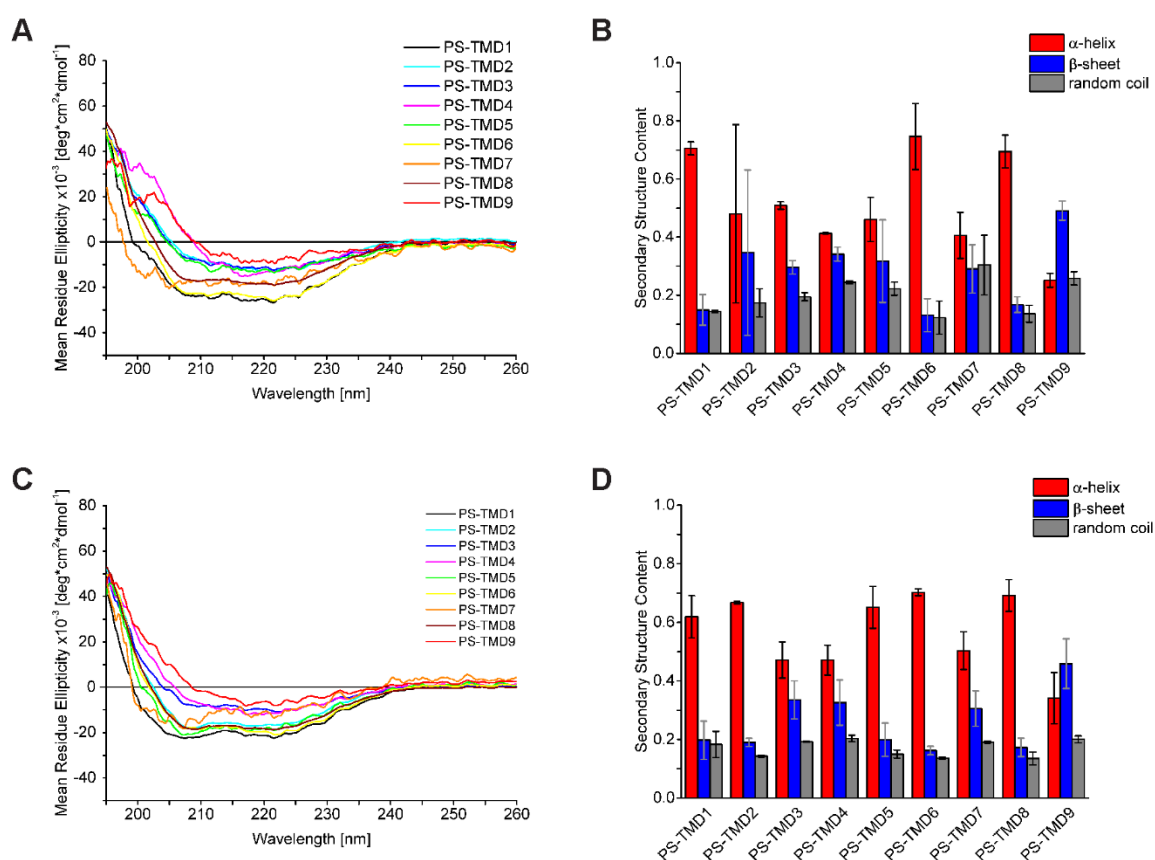 A
Mean Residue Ellipticity x10⁻³ [deg*cm²*dmol⁻¹]
80
60
40
20
0
-20
-40
200
210
220
230
240
250
260
Wavelength [nm]
PS-TMD1
PS-TMD2
PS-TMD3
PS-TMD4
PS-TMD5
PS-TMD6
PS-TMD7
PS-TMD8
PS-TMD9
B
Secondary Structure Content
1.0
0.8
0.6
0.4
0.2
0.0
α-helix
β-sheet
random coil
PS-TMD1
PS-TMD2
PS-TMD3
PS-TMD4
PS-TMD5
PS-TMD6
PS-TMD7
PS-TMD8
PS-TMD9
C
Mean Residue Ellipticity x10⁻³ [deg*cm²*dmol⁻¹]
80
60
40
20
0
-20
-40
200
210
220
230
240
250
260
Wavelength [nm]
PS-TMD1
PS-TMD2
PS-TMD3
PS-TMD4
PS-TMD5
PS-TMD6
PS-TMD7
PS-TMD8
PS-TMD9
D
Secondary Structure Content
1.0
0.8
0.6
0.4
0.2
0.0
α-helix
β-sheet
random coil
PS-TMD1
PS-TMD2
PS-TMD3
PS-TMD4
PS-TMD5
PS-TMD6
PS-TMD7
PS-TMD8
PS-TMD9